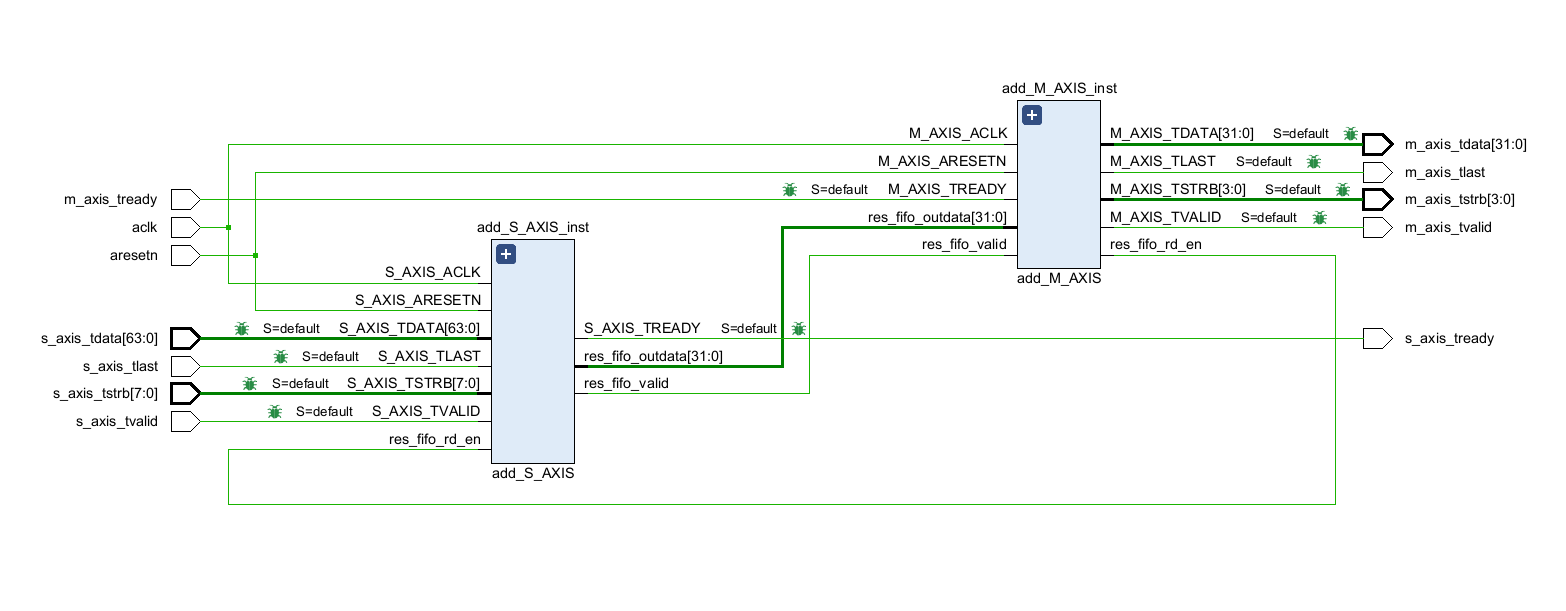 add_M_AXIS_inst
M_AXIS_ACLK
M_AXIS_ARESETN
S=default M_AXIS_TREADY
res_fifo_outdata[31:0]
res_fifo_valid
M_AXIS_TDATA[31:0] S=default
M_AXIS_TLAST S=default
M_AXIS_TSTRB[3:0] S=default
M_AXIS_TVALID S=default
res_fifo_rd_en
add_M_AXIS
m_axis_tdata[31:0]
m_axis_tlast
m_axis_tstrb[3:0]
m_axis_tvalid
m_axis_tready
aclk
aresetn
add_S_AXIS_inst
S_AXIS_ACLK
S_AXIS_ARESETN
s_axis_tdata[63:0] S=default S_AXIS_TDATA[63:0]
s_axis_tlast S=default S_AXIS_TLAST
s_axis_tstrb[7:0] S=default S_AXIS_TSTRB[7:0]
s_axis_tvalid S=default S_AXIS_TVALID
res_fifo_rd_en
S_AXIS_TREADY S=default
res_fifo_outdata[31:0]
res_fifo_valid
add_S_AXIS
s_axis_tready